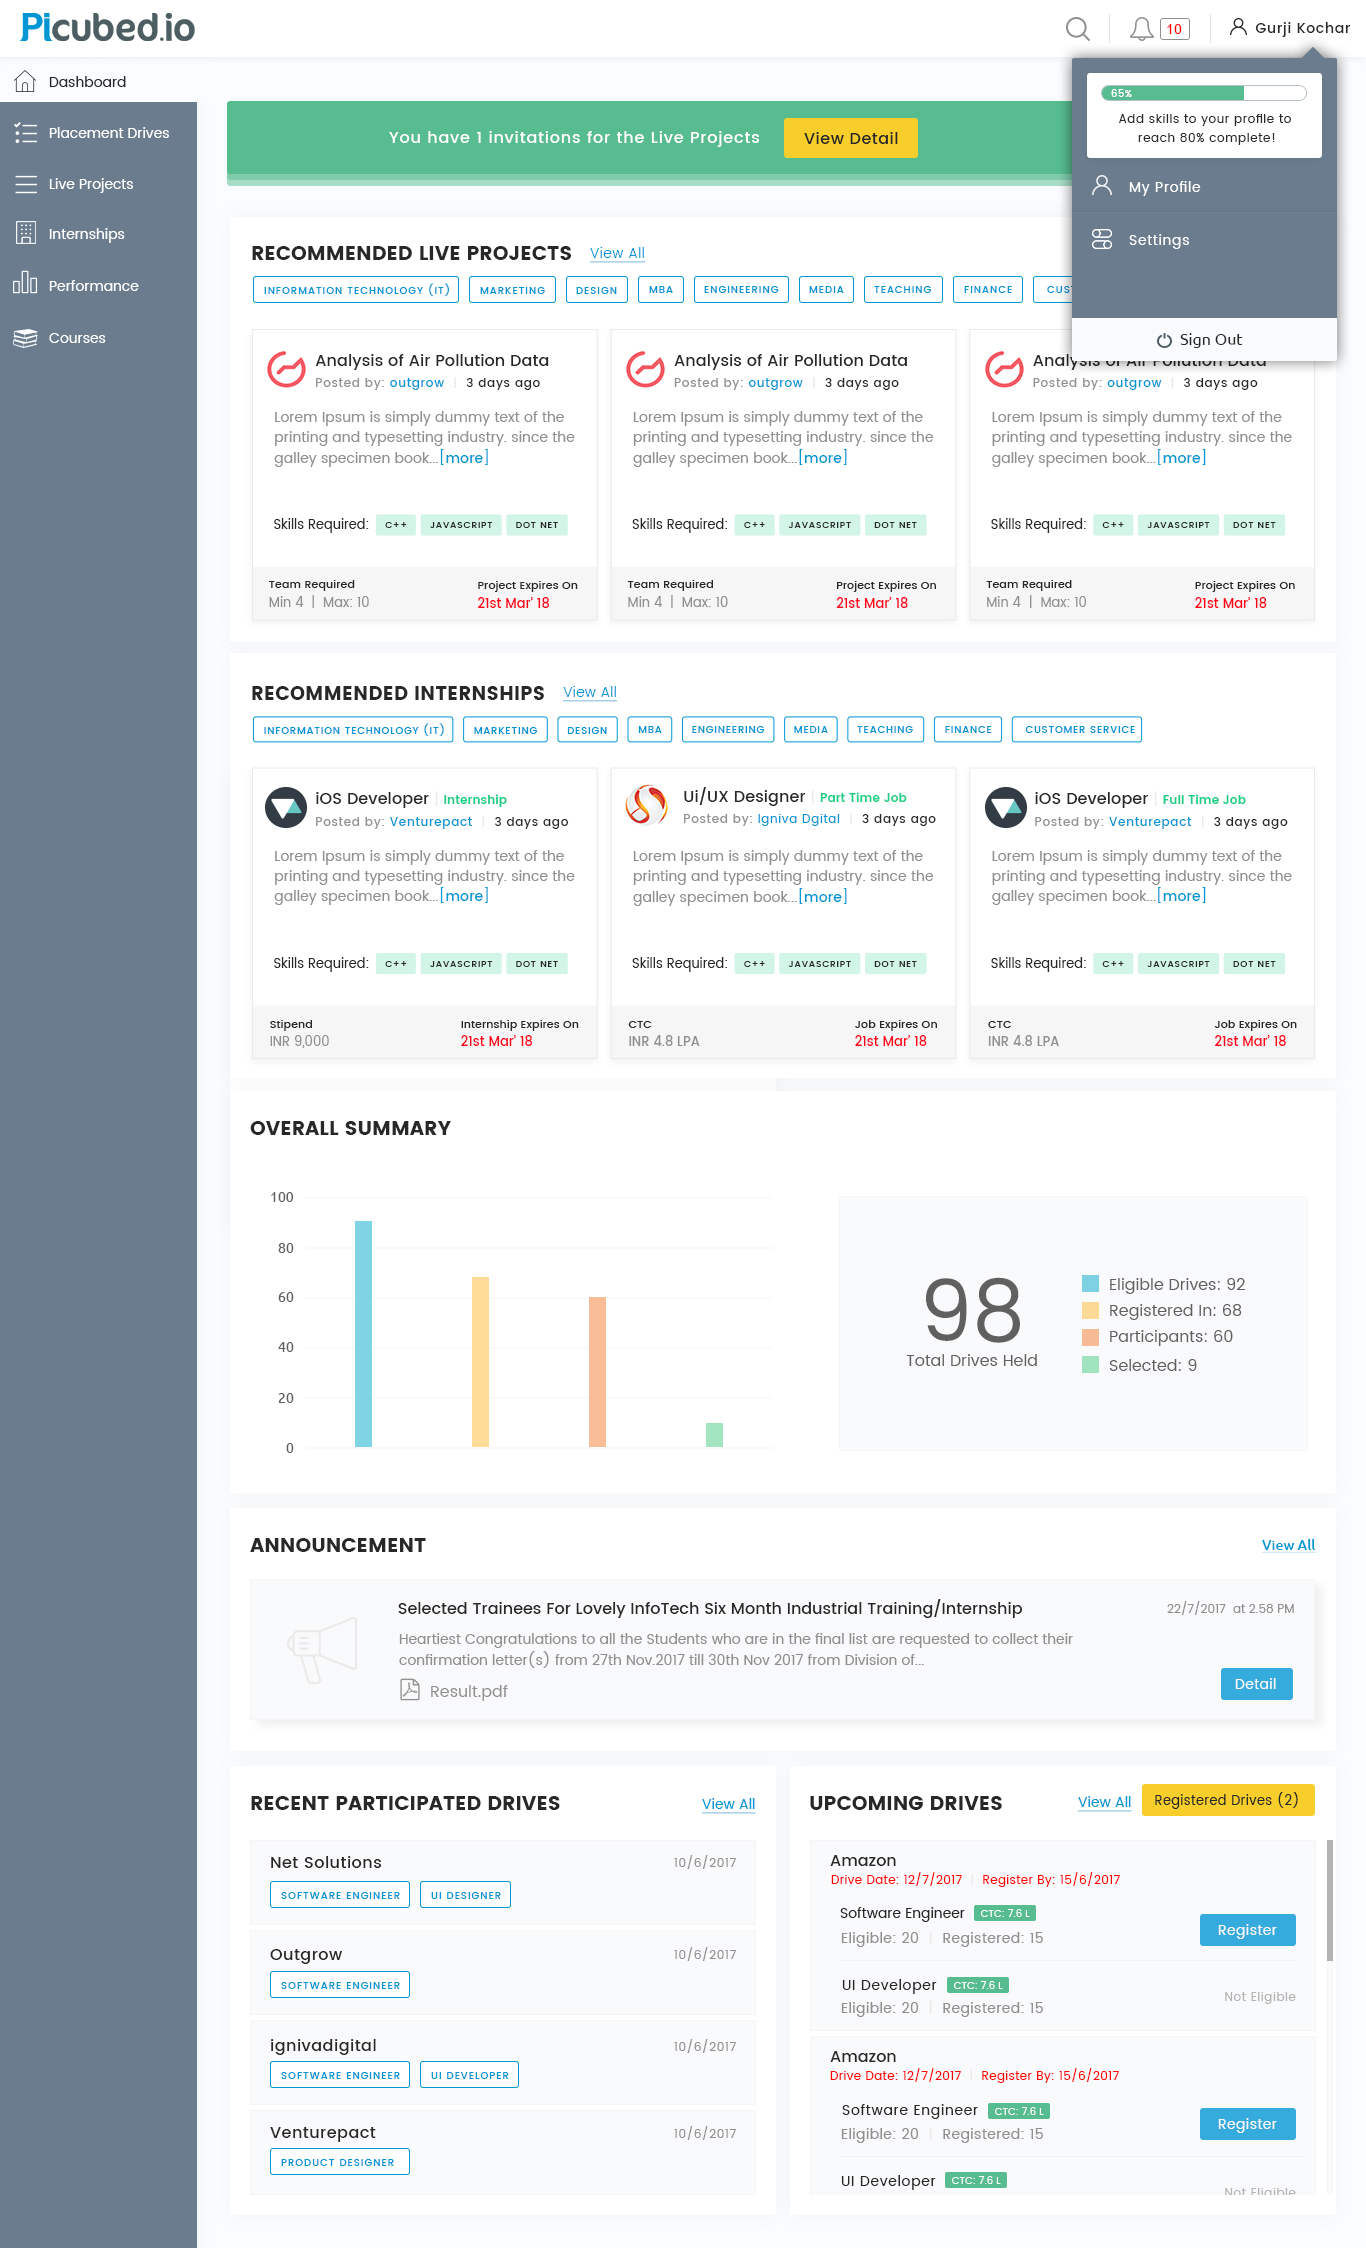 Picubed.io
10
Gurji Kochar
Dashboard
Placement Drives
Live Projects
Internships
Performance
Courses
65%
Add skills to your profile to
reach 80% complete!
My Profile
Settings
Sign Out
You have 1 invitations for the Live Projects
View Detail
RECOMMENDED LIVE PROJECTS View All
INFORMATION TECHNOLOGY (IT) MARKETING DESIGN MBA ENGINEERING MEDIA TEACHING FINANCE CUS
Analysis of Air Pollution Data
Posted by: outgrow | 3 days ago
Lorem Ipsum is simply dummy text of the
printing and typesetting industry. since the
galley specimen book...[more]
Skills Required: C++ JAVASCRIPT DOT NET
Team Required
Min 4 | Max: 10
Project Expires On
21st Mar' 18
Analysis of Air Pollution Data
Posted by: outgrow | 3 days ago
Lorem Ipsum is simply dummy text of the
printing and typesetting industry. since the
galley specimen book...[more]
Skills Required: C++ JAVASCRIPT DOT NET
Team Required
Min 4 | Max: 10
Project Expires On
21st Mar' 18
Analysis of Air Pollution Data
Posted by: outgrow | 3 days ago
Lorem Ipsum is simply dummy text of the
printing and typesetting industry. since the
galley specimen book...[more]
Skills Required: C++ JAVASCRIPT DOT NET
Team Required
Min 4 | Max: 10
Project Expires On
21st Mar' 18
RECOMMENDED INTERNSHIPS View All
INFORMATION TECHNOLOGY (IT) MARKETING DESIGN MBA ENGINEERING MEDIA TEACHING FINANCE CUSTOMER SERVICE
iOS Developer | Internship
Posted by: Venturepact | 3 days ago
Lorem Ipsum is simply dummy text of the
printing and typesetting industry. since the
galley specimen book...[more]
Skills Required: C++ JAVASCRIPT DOT NET
Stipend
INR 9,000
Internship Expires On
21st Mar' 18
Ui/UX Designer | Part Time Job
Posted by: Igniva Dgital | 3 days ago
Lorem Ipsum is simply dummy text of the
printing and typesetting industry. since the
galley specimen book...[more]
Skills Required: C++ JAVASCRIPT DOT NET
CTC
INR 4.8 LPA
Job Expires On
21st Mar' 18
iOS Developer | Full Time Job
Posted by: Venturepact | 3 days ago
Lorem Ipsum is simply dummy text of the
printing and typesetting industry. since the
galley specimen book...[more]
Skills Required: C++ JAVASCRIPT DOT NET
CTC
INR 4.8 LPA
Job Expires On
21st Mar' 18
OVERALL SUMMARY
100
80
60
40
20
0
98
Total Drives Held
Eligible Drives: 92
Registered In: 68
Participants: 60
Selected: 9
ANNOUNCEMENT
View All
Selected Trainees For Lovely InfoTech Six Month Industrial Training/Internship
22/7/2017 at 2.58 PM
Heartiest Congratulations to all the Students who are in the final list are requested to collect their
confirmation letter(s) from 27th Nov.2017 till 30th Nov 2017 from Division of...
Result.pdf
Detail
RECENT PARTICIPATED DRIVES
View All
Net Solutions
10/6/2017
SOFTWARE ENGINEER UI DESIGNER
Outgrow
10/6/2017
SOFTWARE ENGINEER
ignivadigital
10/6/2017
SOFTWARE ENGINEER UI DEVELOPER
Venturepact
10/6/2017
PRODUCT DESIGNER
UPCOMING DRIVES
View All
Registered Drives (2)
Amazon
Drive Date: 12/7/2017 | Register By: 15/6/2017
Software Engineer CTC: 7.6 L
Eligible: 20 | Registered: 15
Register
UI Developer CTC: 7.6 L
Eligible: 20 | Registered: 15
Not Eligible
Amazon
Drive Date: 12/7/2017 | Register By: 15/6/2017
Software Engineer CTC: 7.6 L
Eligible: 20 | Registered: 15
Register
UI Developer CTC: 7.6 L
Not Eligible